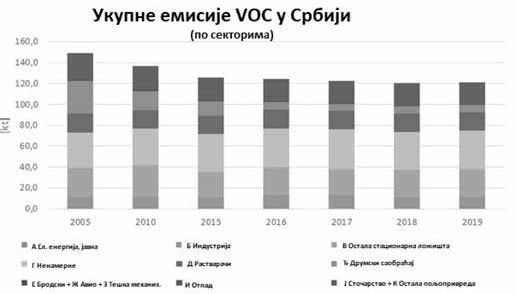 Укупне емисије VOC у Србији
(по секторима)
160,0
140,0
120,0
100,0
80,0
60,0
40,0
20,0
0,0
[kt]
2005 2010 2015 2016 2017 2018 2019
А Ел. енергија, јавна Б Индустрија В Остала стационарна ложишта
Г Ненамерне Д Растварачи Ђ Друмски саобраћај
Е Бродски + Ж Авио + З Тешка механиз. И Отпад Ј Сточарство + К Остала пољопривреда